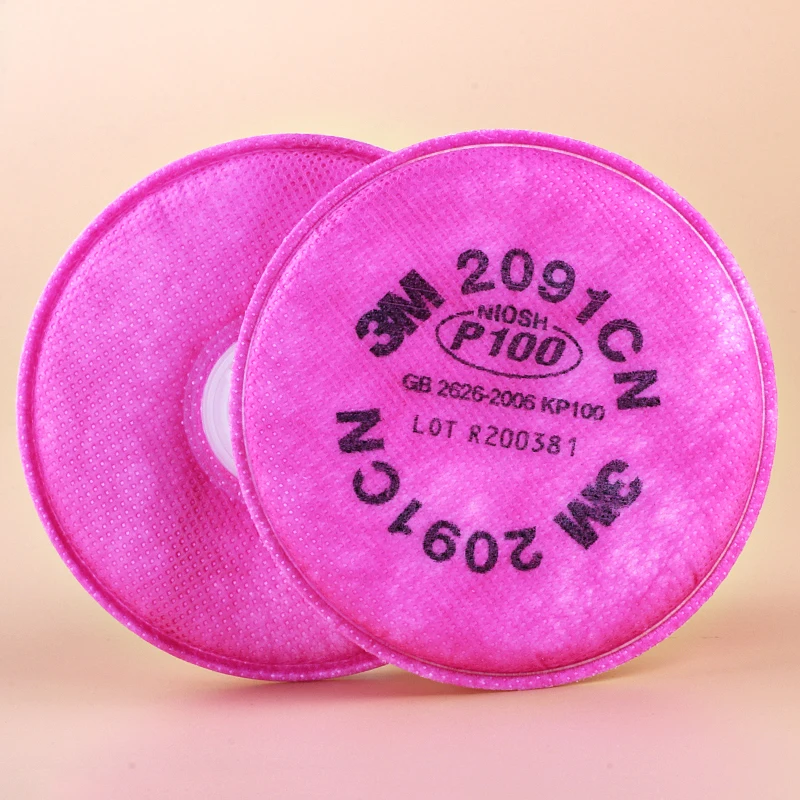 3M 2091CN
NIOSH
P100
GB 2626-2006 KP100
LOT R200381
3M 2091CN